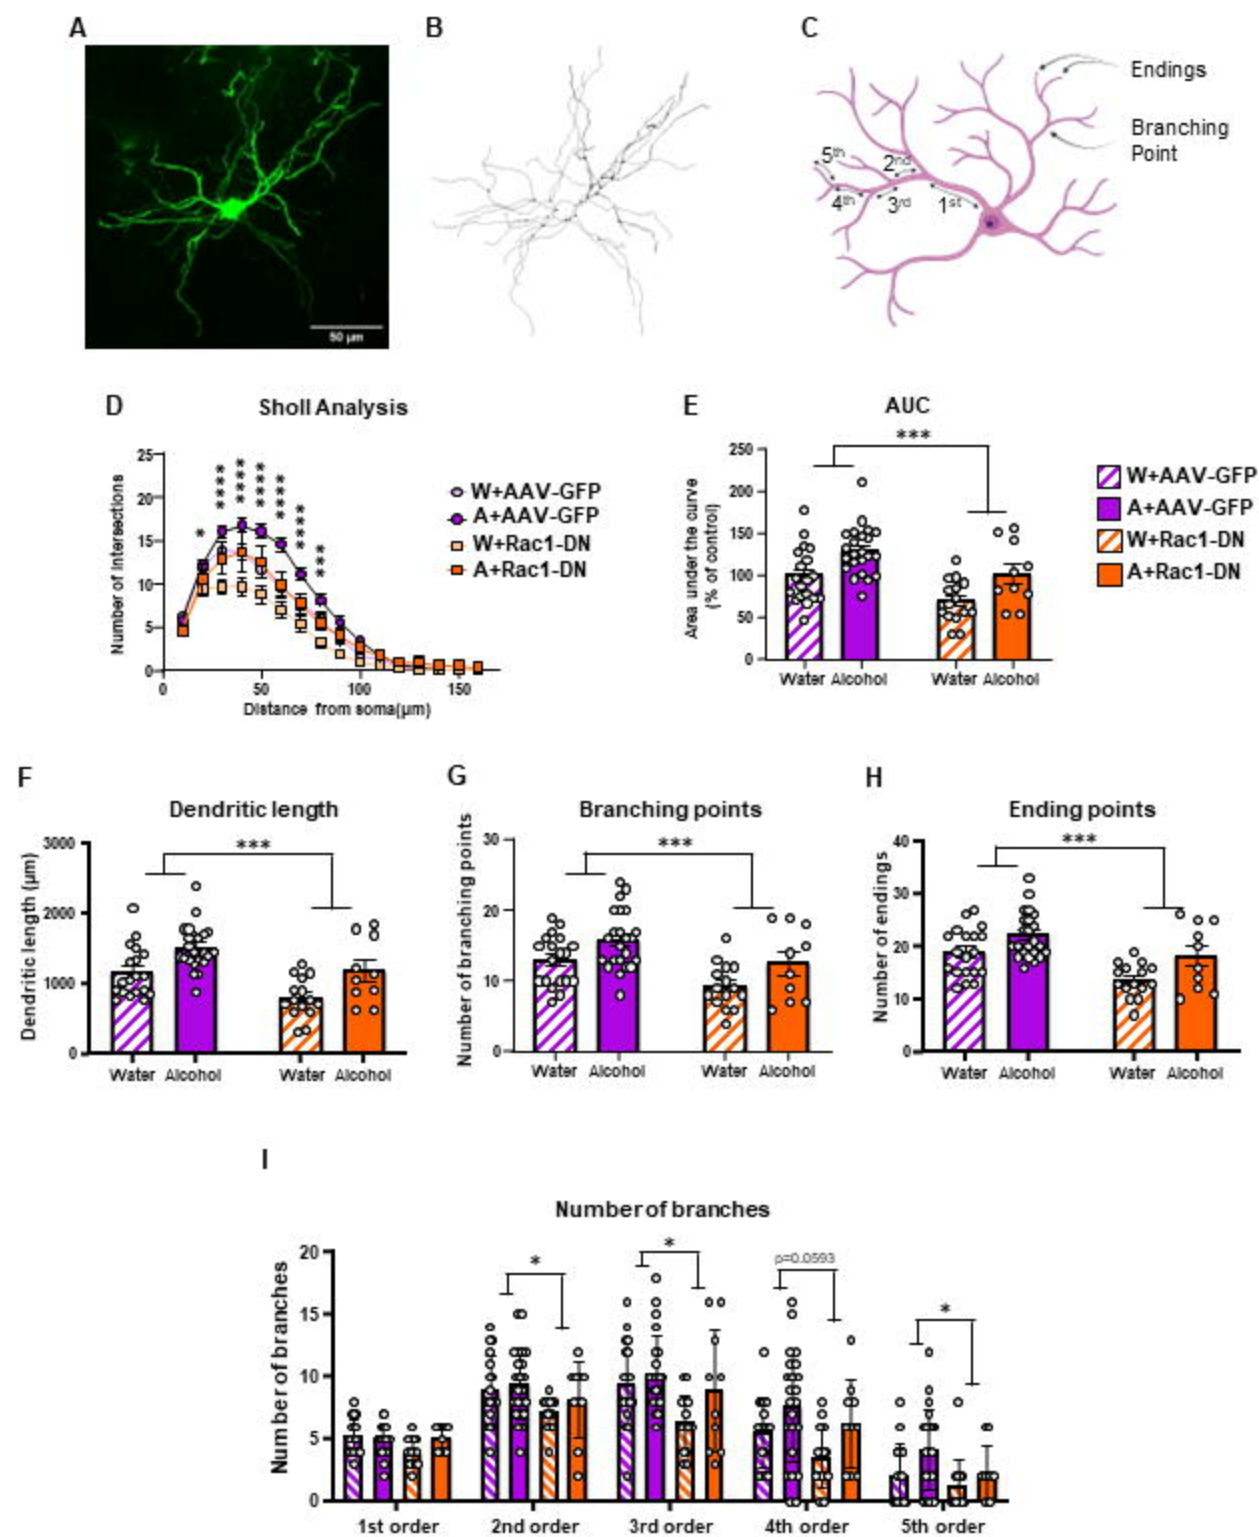 A
B
C
50 µm
Endings
Branching
Point
5th
2nd
4th
3rd
1st
D
Sholl Analysis
Number of intersections
25
20
15
10
5
0
0
50
100
150
Distance from soma(µm)
*
****
****
****
****
****
***
W+AAV-GFP
A+AAV-GFP
W+Rac1-DN
A+Rac1-DN
E
AUC
***
Area under the curve
(% of control)
250
200
150
100
50
0
Water Alcohol
Water Alcohol
W+AAV-GFP
A+AAV-GFP
W+Rac1-DN
A+Rac1-DN
F
Dendritic length
***
Dendritic length (µm)
3000
2000
1000
0
Water Alcohol
Water Alcohol
G
Branching points
***
Number of branching points
30
20
10
0
Water Alcohol
Water Alcohol
H
Ending points
***
Number of endings
40
30
20
10
0
Water Alcohol
Water Alcohol
I
Number of branches
Number of branches
20
15
10
5
0
*
*
p=0.0593
*
1st order
2nd order
3rd order
4th order
5th order